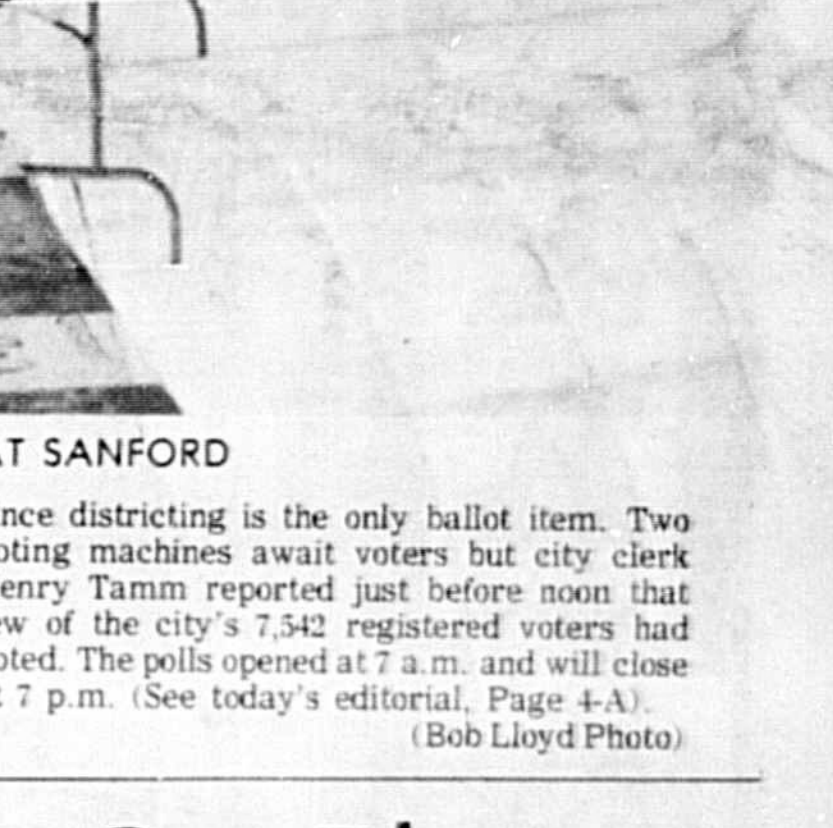 AT SANFORD
nce districting is the only ballot item. Two
oting machines await voters but city clerk
enry Tamm reported just before noon that
ew of the city's 7,542 registered voters had
oted. The polls opened at 7 a.m. and will close
7 p.m. (See today's editorial, Page 4-A).
(Bob Lloyd Photo)